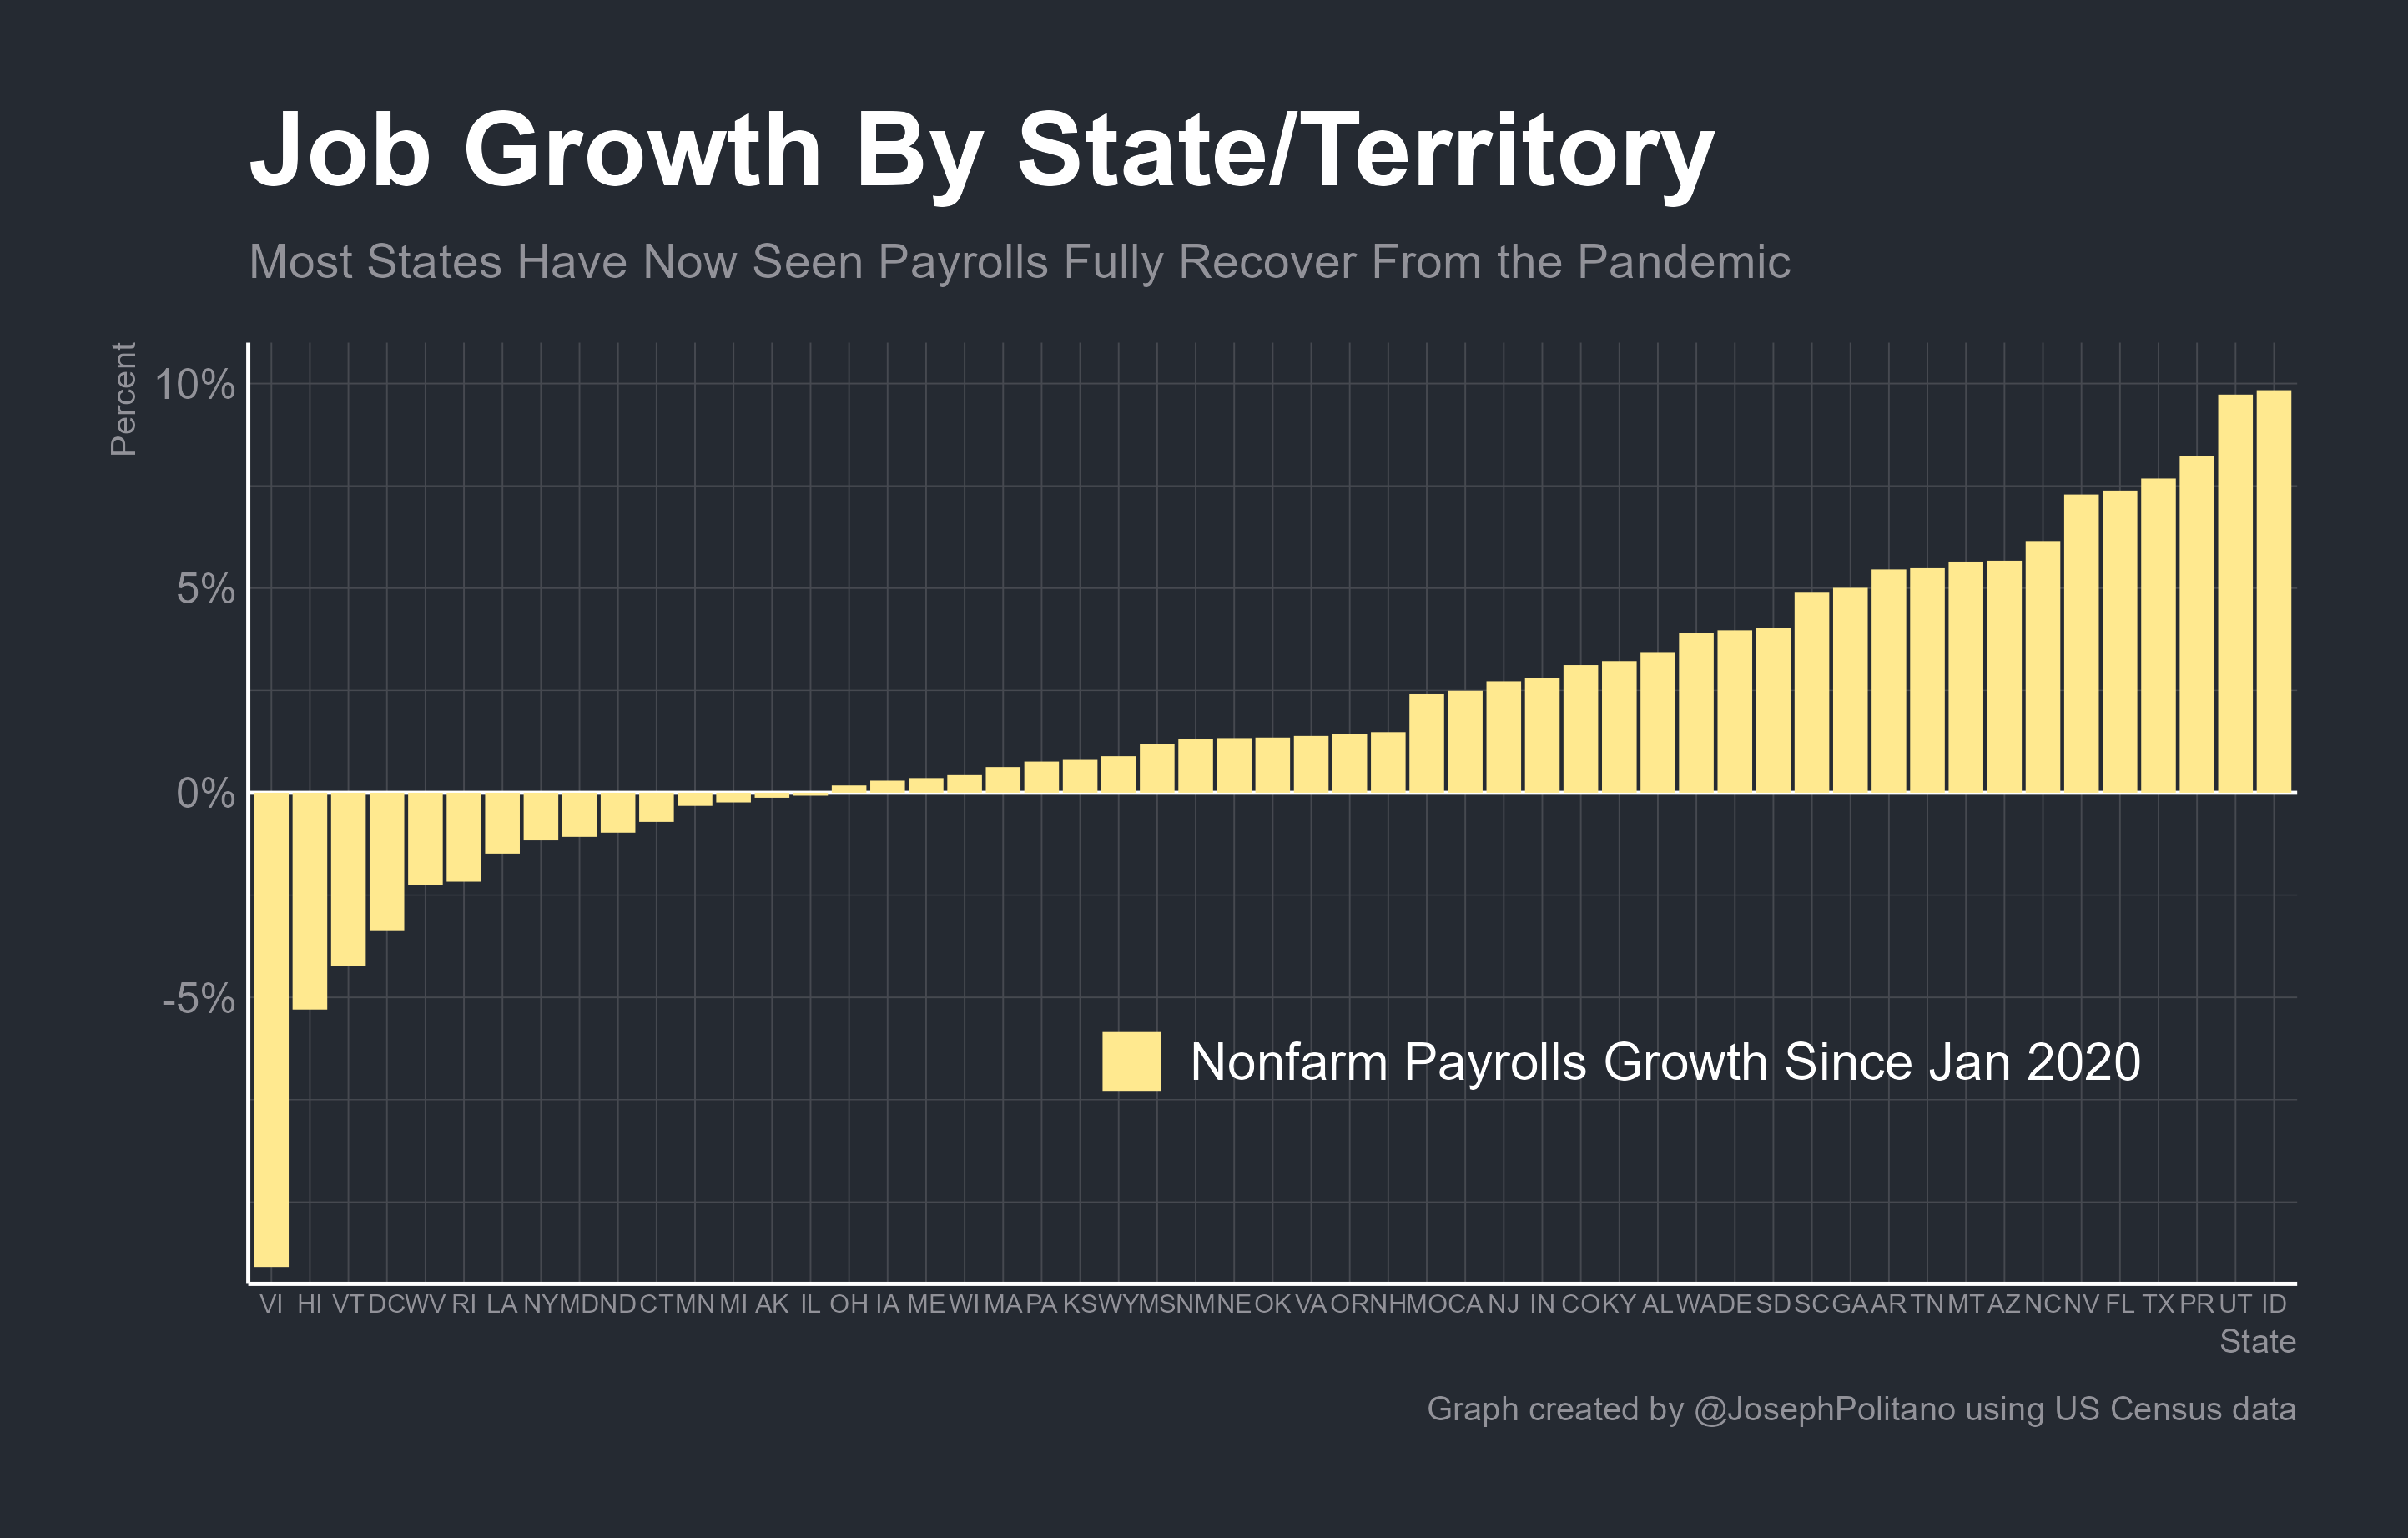 Job Growth By State/Territory
Most States Have Now Seen Payrolls Fully Recover From the Pandemic
Percent
10%
5%
0%
-5%
Nonfarm Payrolls Growth Since Jan 2020
VI HI VT DC WV RI LA NY MD ND CT MN MI AK IL OH IA ME WI MA PA KS WY MS NM NE OK VA OR NH MO CA NJ IN CO KY AL WA DE SD SC GA AR TN MT AZ NC NV FL TX PR UT ID
State
Graph created by @JosephPolitano using US Census data